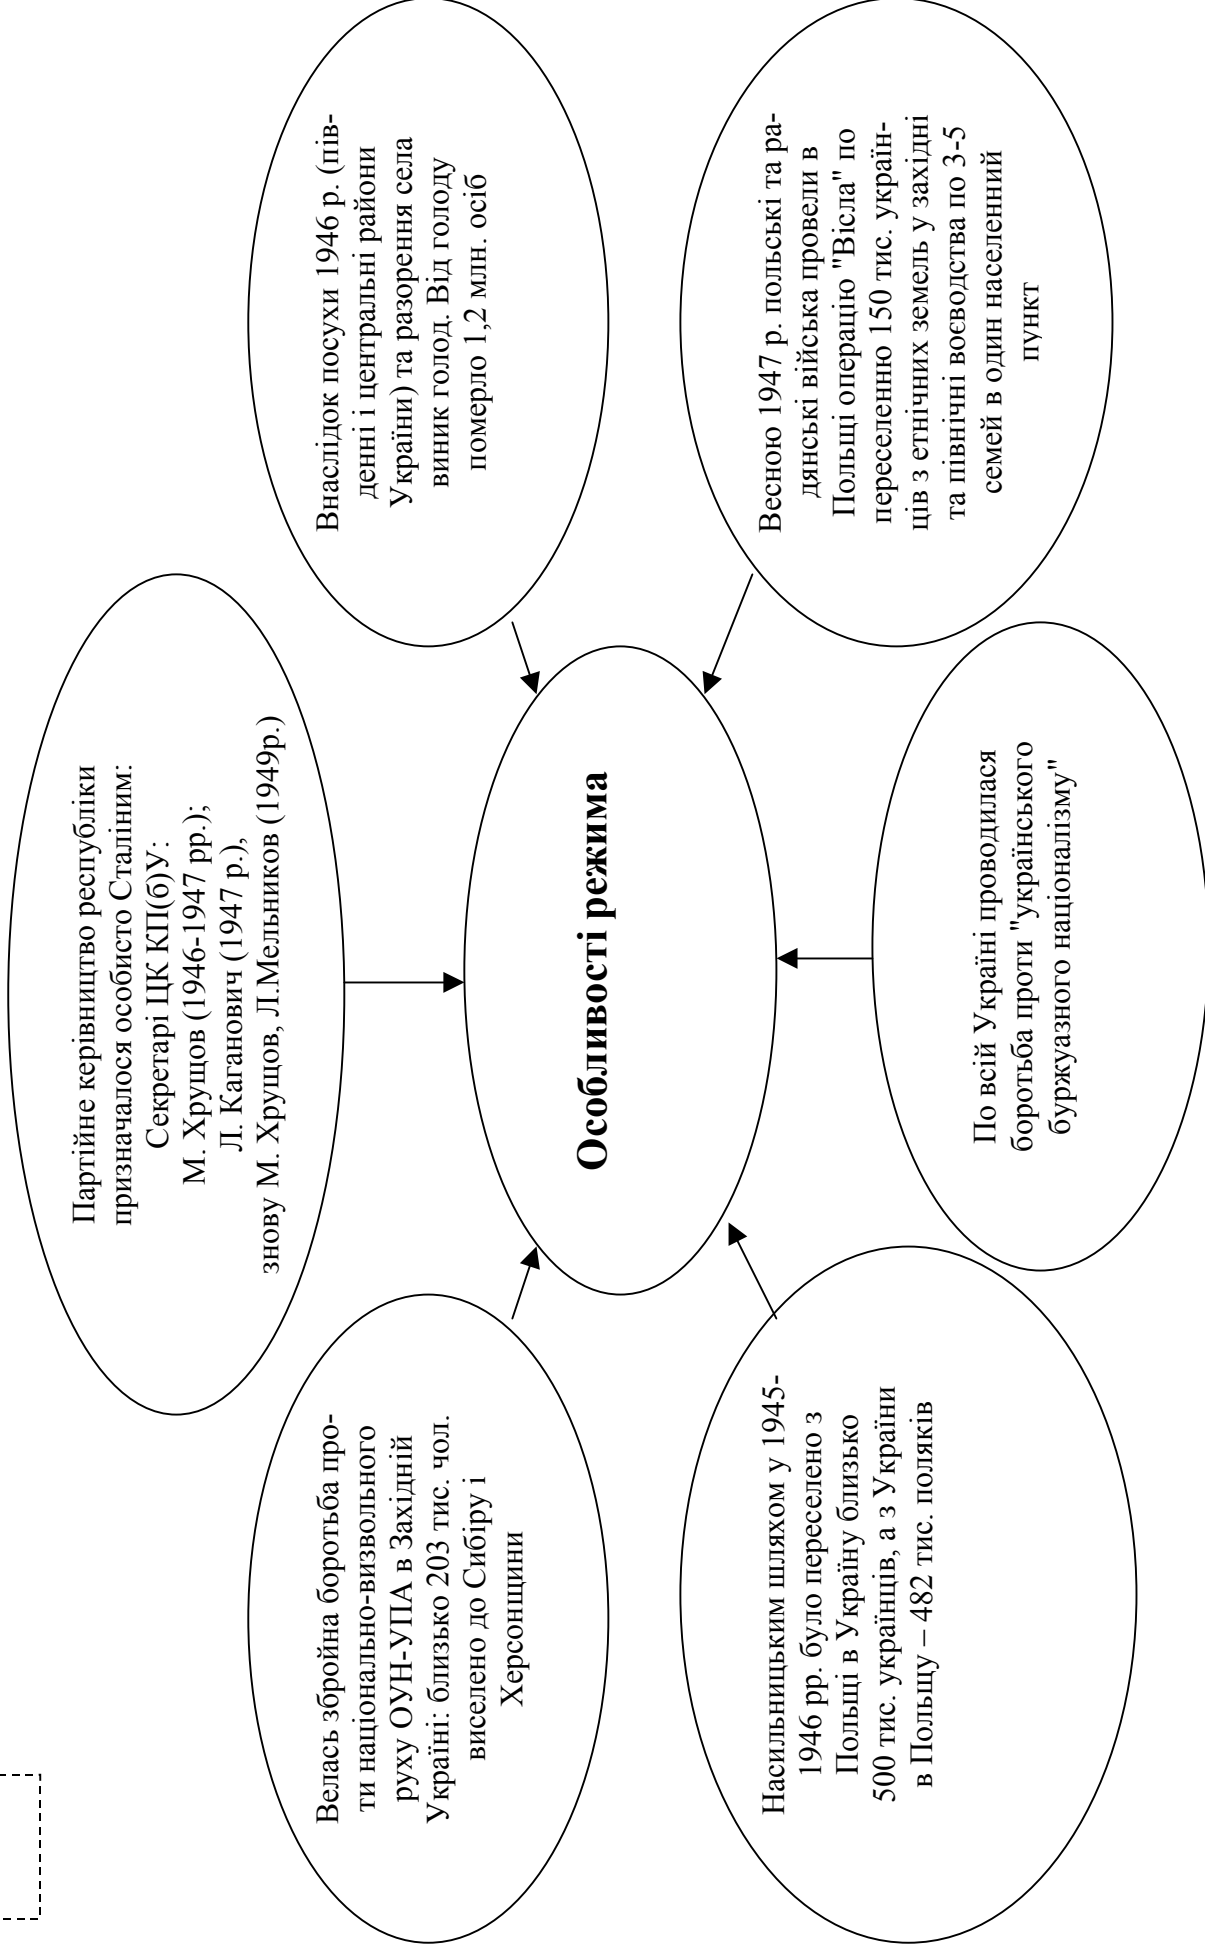 Партійне керівництво республіки
призначалося особисто Сталіним:
Секретарі ЦК КП(б)У:
М. Хрущов (1946-1947 рр.);
Л. Каганович (1947 р.),
знову М. Хрущов, Л.Мельников (1949р.)
Велась збройна боротьба про-
ти національно-визвольного
руху ОУН-УПА в Західній
Україні: близько 203 тис. чол.
виселено до Сибіру і
Херсонщини
Внаслідок посухи 1946 р. (пів-
денні і центральні райони
України) та разорення села
виник голод. Від голоду
померло 1,2 млн. осіб
Особливості режима
Насильницьким шляхом у 1945-
1946 рр. було переселено з
Польщі в Україну близько
500 тис. українців, а з України
в Польщу – 482 тис. поляків
По всій Україні проводилася
боротьба проти "українського
буржуазного націоналізму"
Весною 1947 р. польські та ра-
дянські війська провели в
Польщі операцію "Вісла" по
переселенню 150 тис. україн-
ців з етнічних земель у західні
та північні воєводства по 3-5
семей в один населенний
пункт